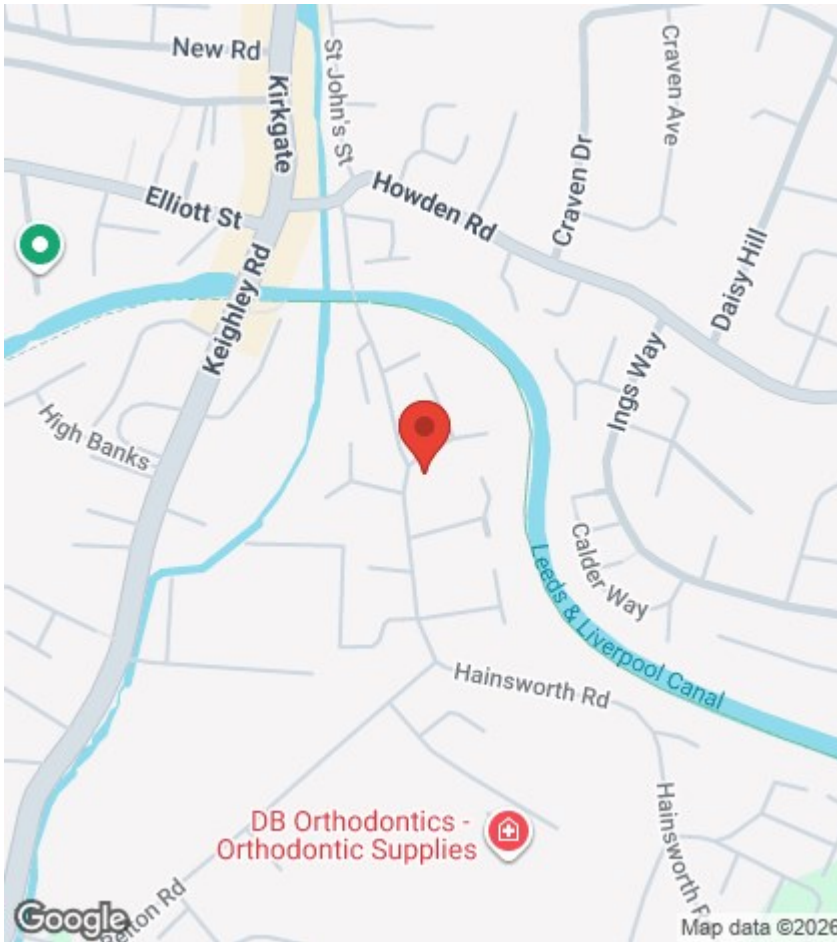 New Rd
Kirkgate
St John's St
Craven Ave
Elliott St
Howden Rd
Craven Dr
Keighley Rd
Daisy Hill
Ings Way
High Banks
Calder Way
Leeds & Liverpool Canal
Hainsworth Rd
DB Orthodontics -
Orthodontic Supplies
Hainsworth
Google
Map data ©2026